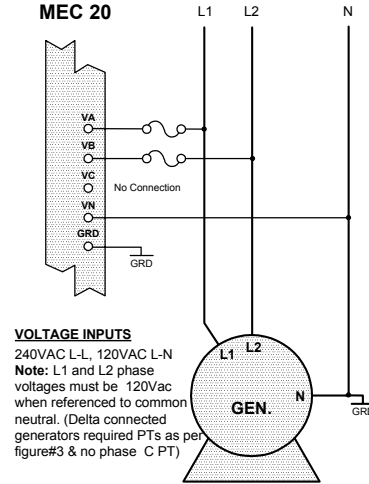 MEC 20
L1 L2 N
VA
VB
VC
No Connection
VN
GRD
GRD
VOLTAGE INPUTS
240VAC L-L, 120VAC L-N
Note: L1 and L2 phase
voltages must be 120Vac
when referenced to common
neutral. (Delta connected
generators required PTs as per
figure#3 & no phase C PT)
L1 L2
N
GEN.
GRD